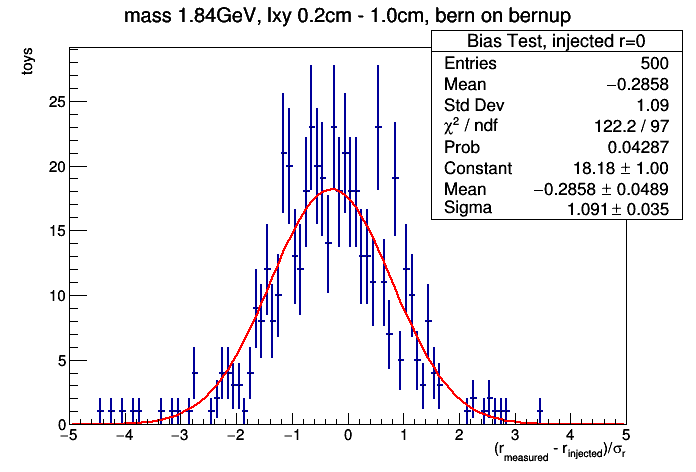 mass 1.84GeV, lxy 0.2cm - 1.0cm, bern on bernup
Bias Test, injected r=0
Entries 500
Mean −0.2858
Std Dev 1.09
χ² / ndf 122.2 / 97
Prob 0.04287
Constant 18.18 ± 1.00
Mean −0.2858 ± 0.0489
Sigma 1.091 ± 0.035
toys
25
20
15
10
5
0
−5 −4 −3 −2 −1 0 1 2 3 4 5
(r_measured - r_injected)/σ_r